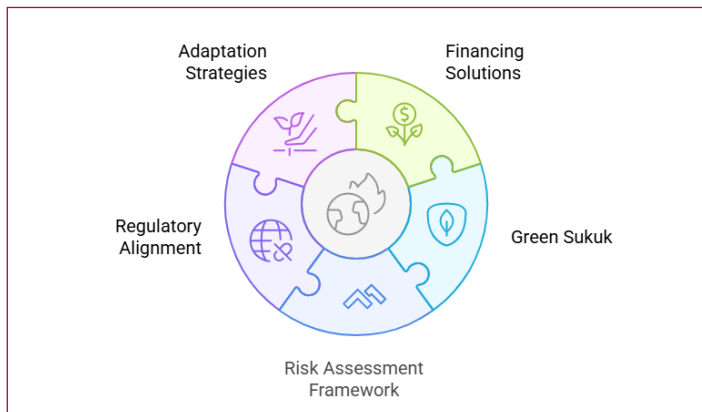 Adaptation
Strategies
Financing
Solutions
Regulatory
Alignment
Green Sukuk
Risk Assessment
Framework